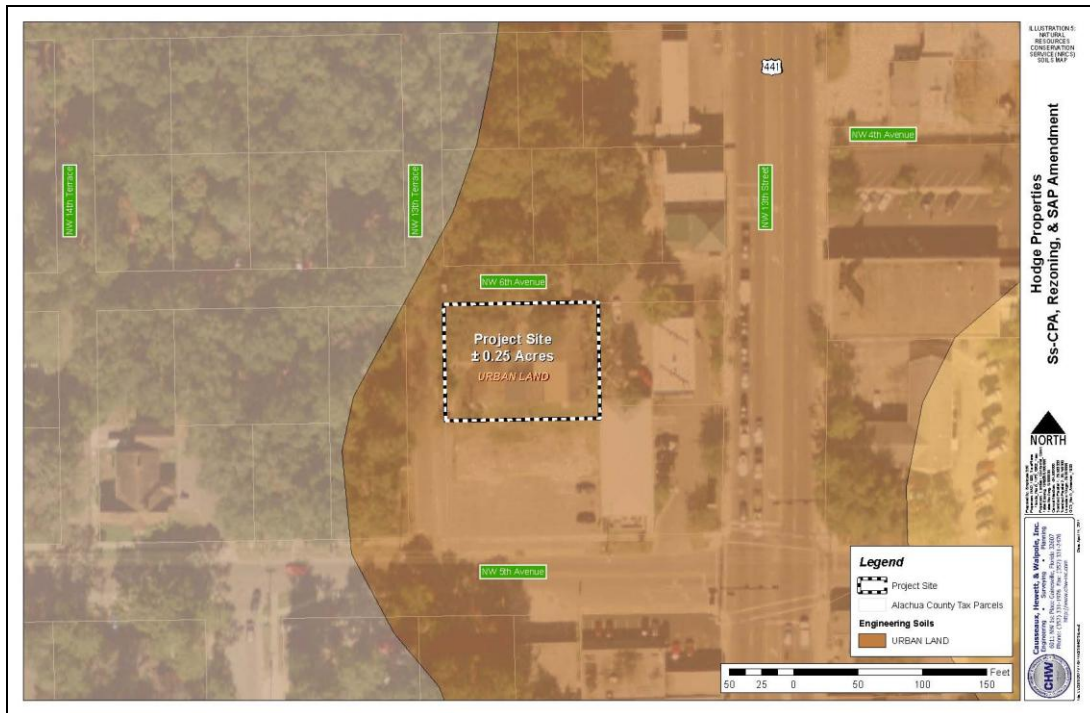 ILLUSTRATION 5:
NATURAL
RESOURCES
CONSERVATION
SERVICE (NRCS)
SOILS MAP
441
NW 4th Avenue
NW 14th Terrace
NW 13th Terrace
NW 13th Street
NW 6th Avenue
Project Site
± 0.25 Acres
URBAN LAND
NW 5th Avenue
Hodge Properties
Ss-CPA, Rezoning, & SAP Amendment
NORTH
Legend
Project Site
Alachua County Tax Parcels
Engineering Soils
URBAN LAND
Feet
50 25 0 50 100 150
Causseaux, Hewett, & Walpole, Inc.
Engineering • Surveying • Planning
CHW